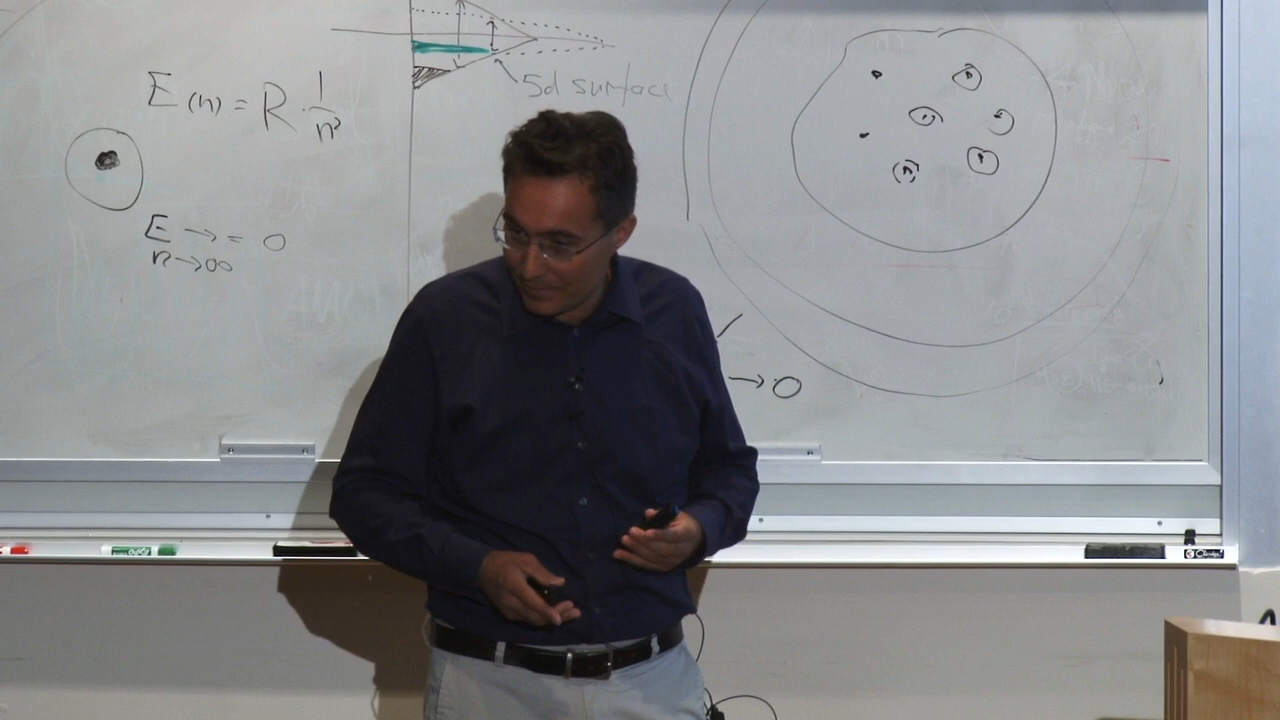 E(n) = R · 1/n²
E → = 0
n→∞
5d surface
→ 0